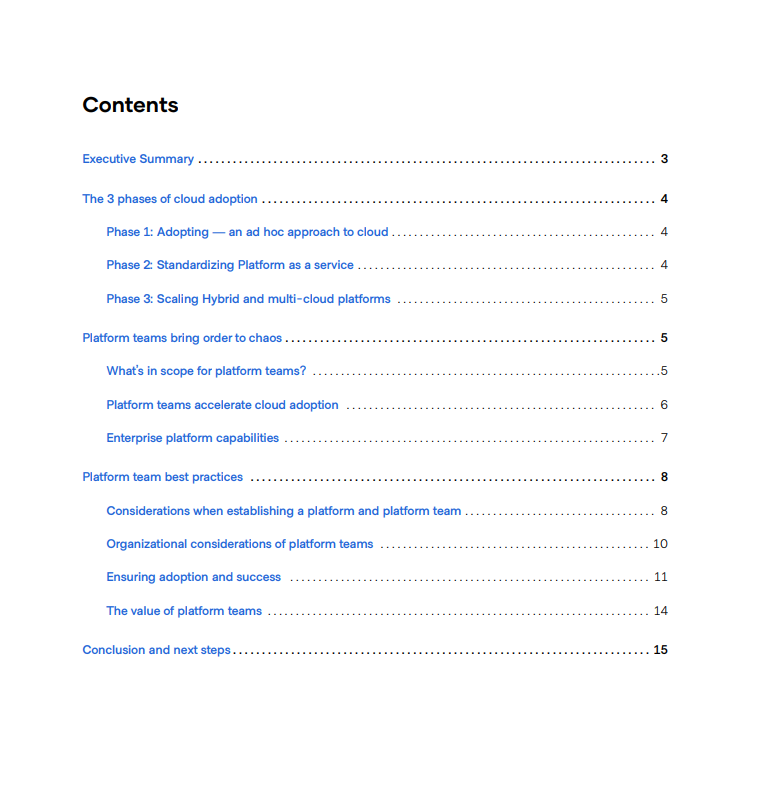 Contents
Executive Summary ........................................ 3
The 3 phases of cloud adoption ........................................ 4
Phase 1: Adopting — an ad hoc approach to cloud ........................................ 4
Phase 2: Standardizing Platform as a service ........................................ 4
Phase 3: Scaling Hybrid and multi-cloud platforms ........................................ 5
Platform teams bring order to chaos ........................................ 5
What's in scope for platform teams? ........................................ 5
Platform teams accelerate cloud adoption ........................................ 6
Enterprise platform capabilities ........................................ 7
Platform team best practices ........................................ 8
Considerations when establishing a platform and platform team ........................................ 8
Organizational considerations of platform teams ........................................ 10
Ensuring adoption and success ........................................ 11
The value of platform teams ........................................ 14
Conclusion and next steps ........................................ 15